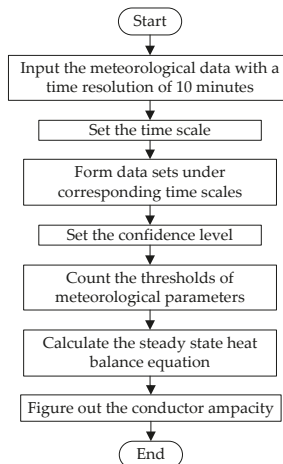 Start
Input the meteorological data with a
time resolution of 10 minutes
Set the time scale
Form data sets under
corresponding time scales
Set the confidence level
Count the thresholds of
meteorological parameters
Calculate the steady state heat
balance equation
Figure out the conductor ampacity
End